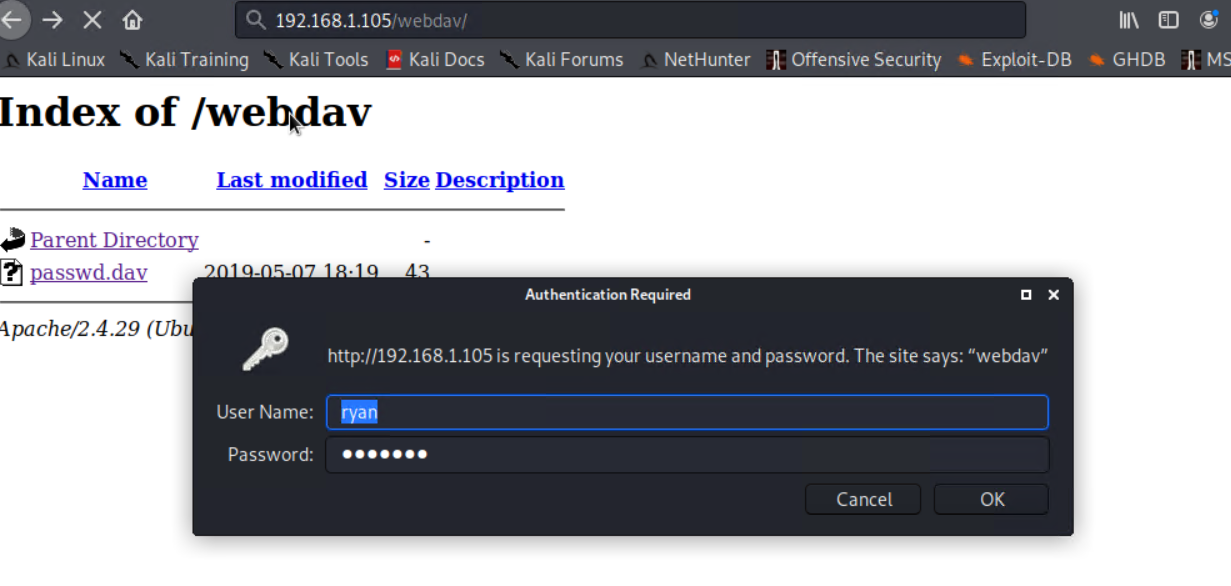 192.168.1.105/webdav/
Kali Linux Kali Training Kali Tools Kali Docs Kali Forums NetHunter Offensive Security Exploit-DB GHDB MS
Index of /webdav
Name Last modified Size Description
Parent Directory -
passwd.dav 2019-05-07 18:19 43
Apache/2.4.29 (Ubu
Authentication Required
http://192.168.1.105 is requesting your username and password. The site says: “webdav”
User Name: ryan
Password: •••••••
Cancel OK